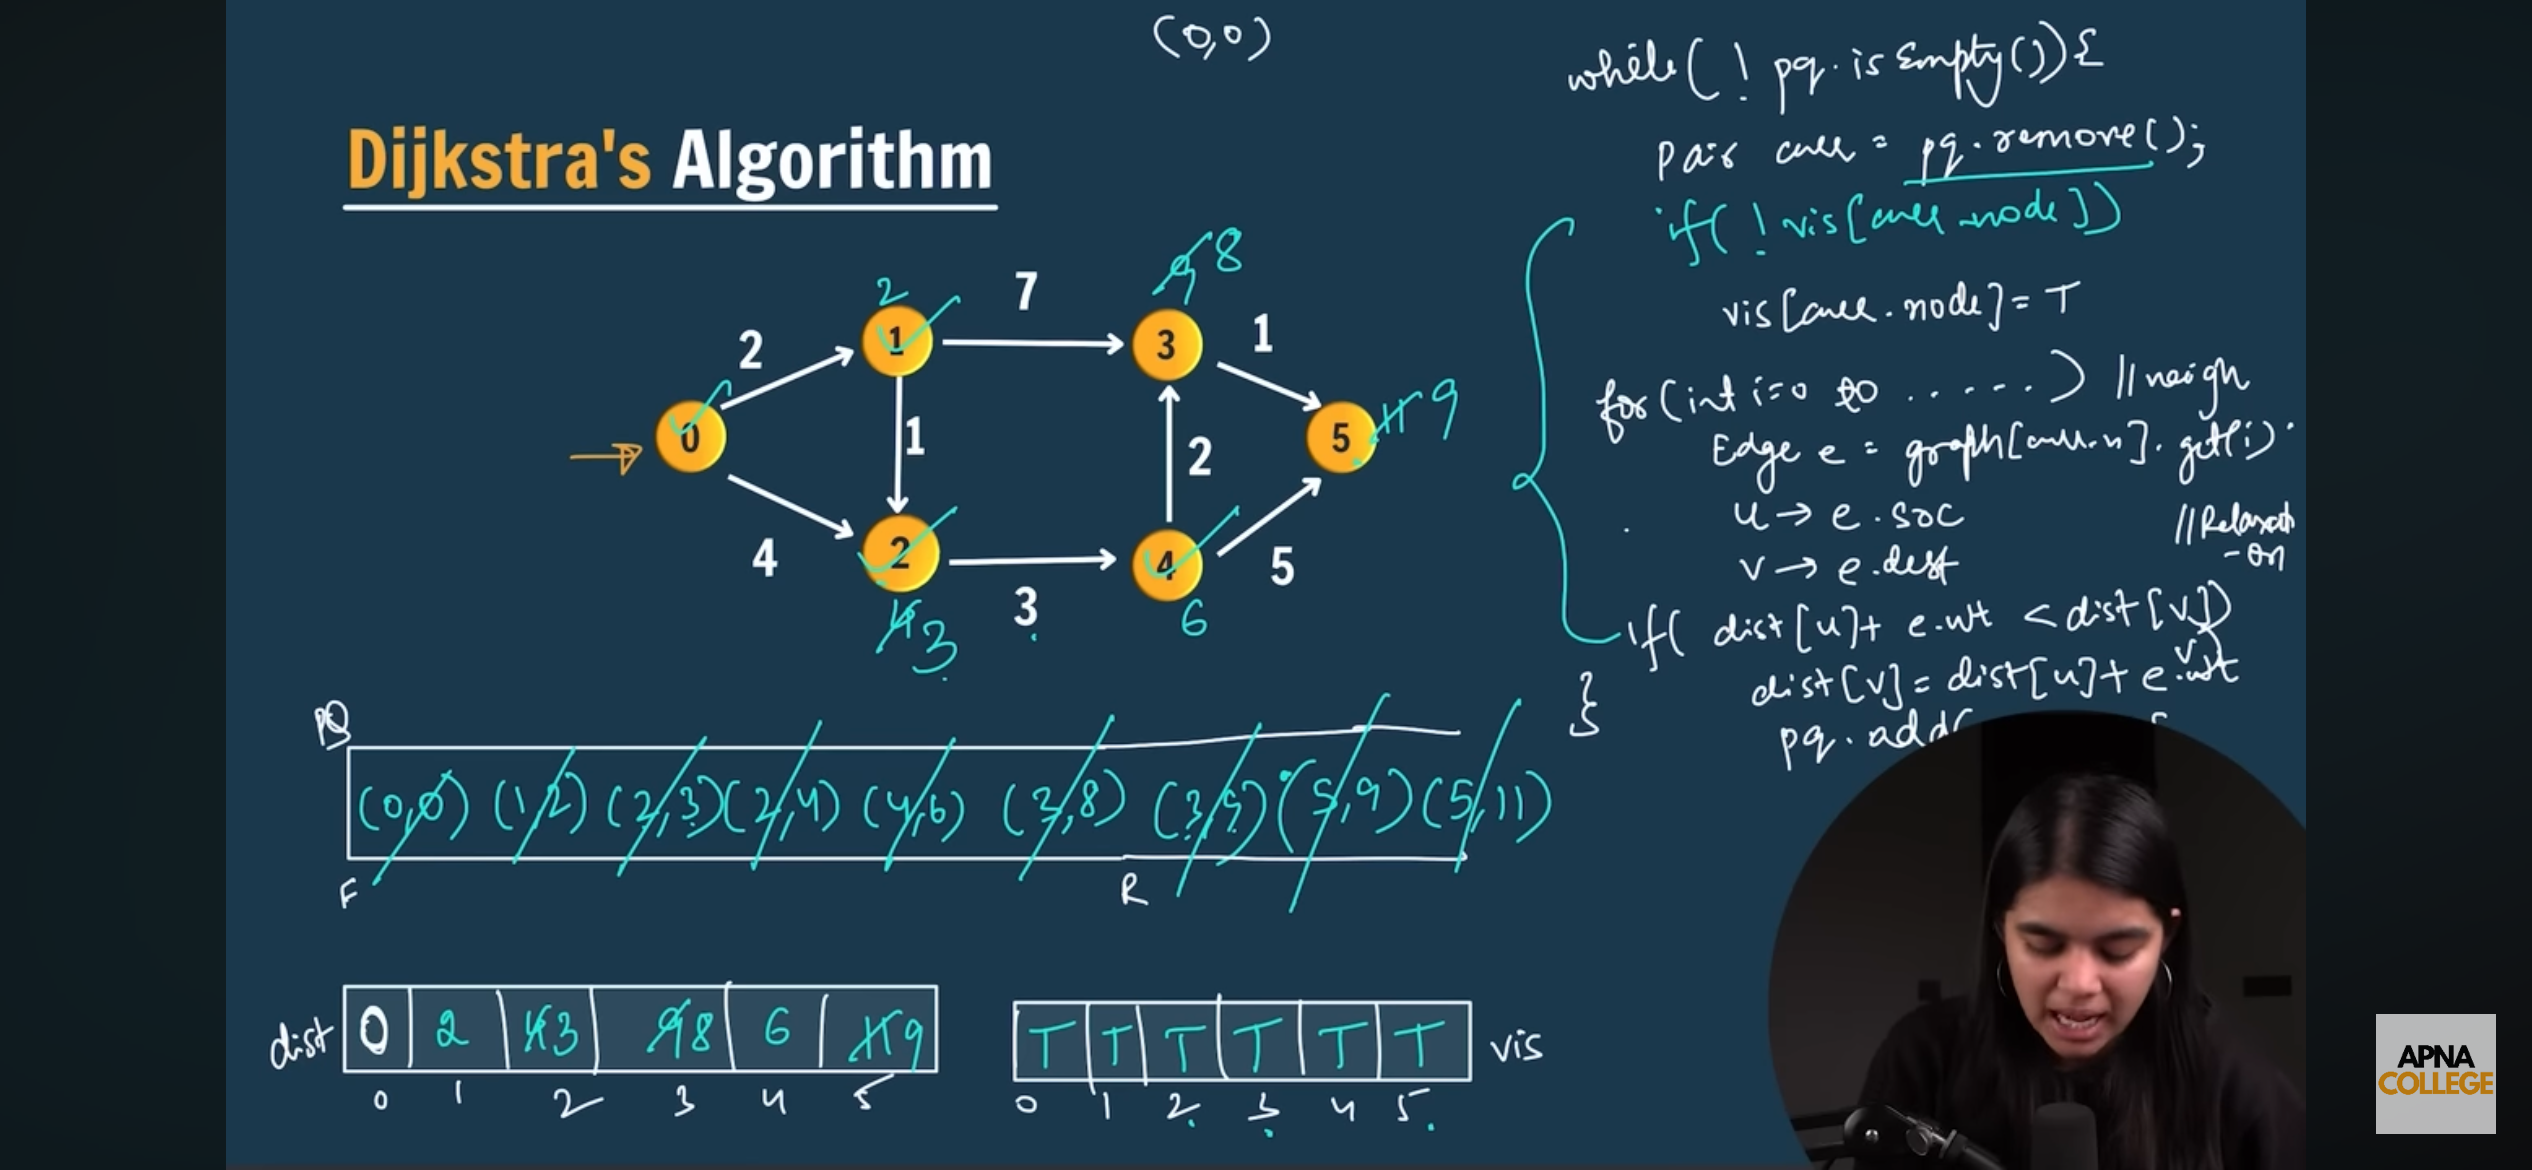 (0,0)
Dijkstra's Algorithm
while( ! pq.isEmpty()){
Pair curr = pq.remove();
if( ! vis[curr.node])
vis[curr.node] = T
for(int i=0 to .....) // neigh
Edge e = graph[curr.n].get(i)
u → e.src
v → e.dest
// Relaxati
-on
if( dist[u]+ e.wt < dist[v])
dist[v] = dist[u]+ e.wt
pq.add(
}
2
7
9 8
1
3
1
2
0
1
2
5
11 9
4
2
4
5
3
4 3
6
PQ
(0,0) (1,2) (2,3) (2,4) (4,6) (3,8) (3,9) (5,9) (5,11)
F
R
dist 0 2 4 3 9 8 6 11 9
0 1 2 3 4 5
T T T T T T vis
0 1 2 3 4 5
APNA
COLLEGE